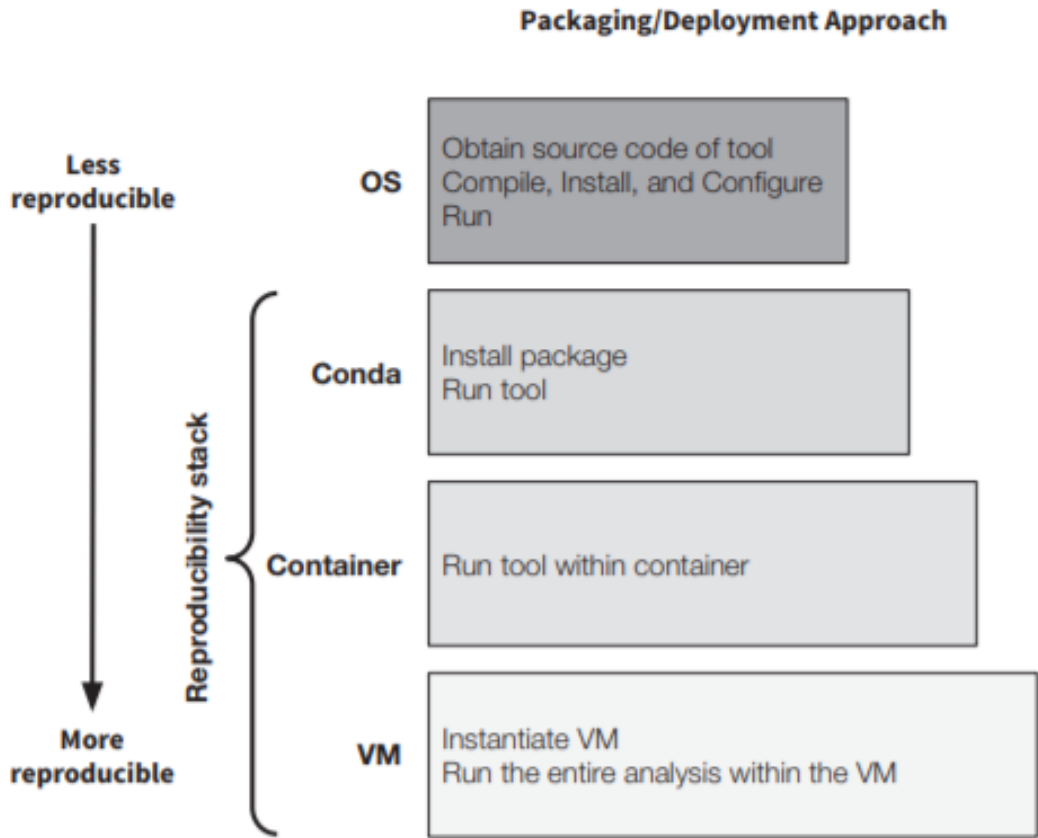 Packaging/Deployment Approach
Less
reproducible
OS
Obtain source code of tool
Compile, Install, and Configure
Run
Conda
Install package
Run tool
Reproducibility stack
Container
Run tool within container
More
reproducible
VM
Instantiate VM
Run the entire analysis within the VM